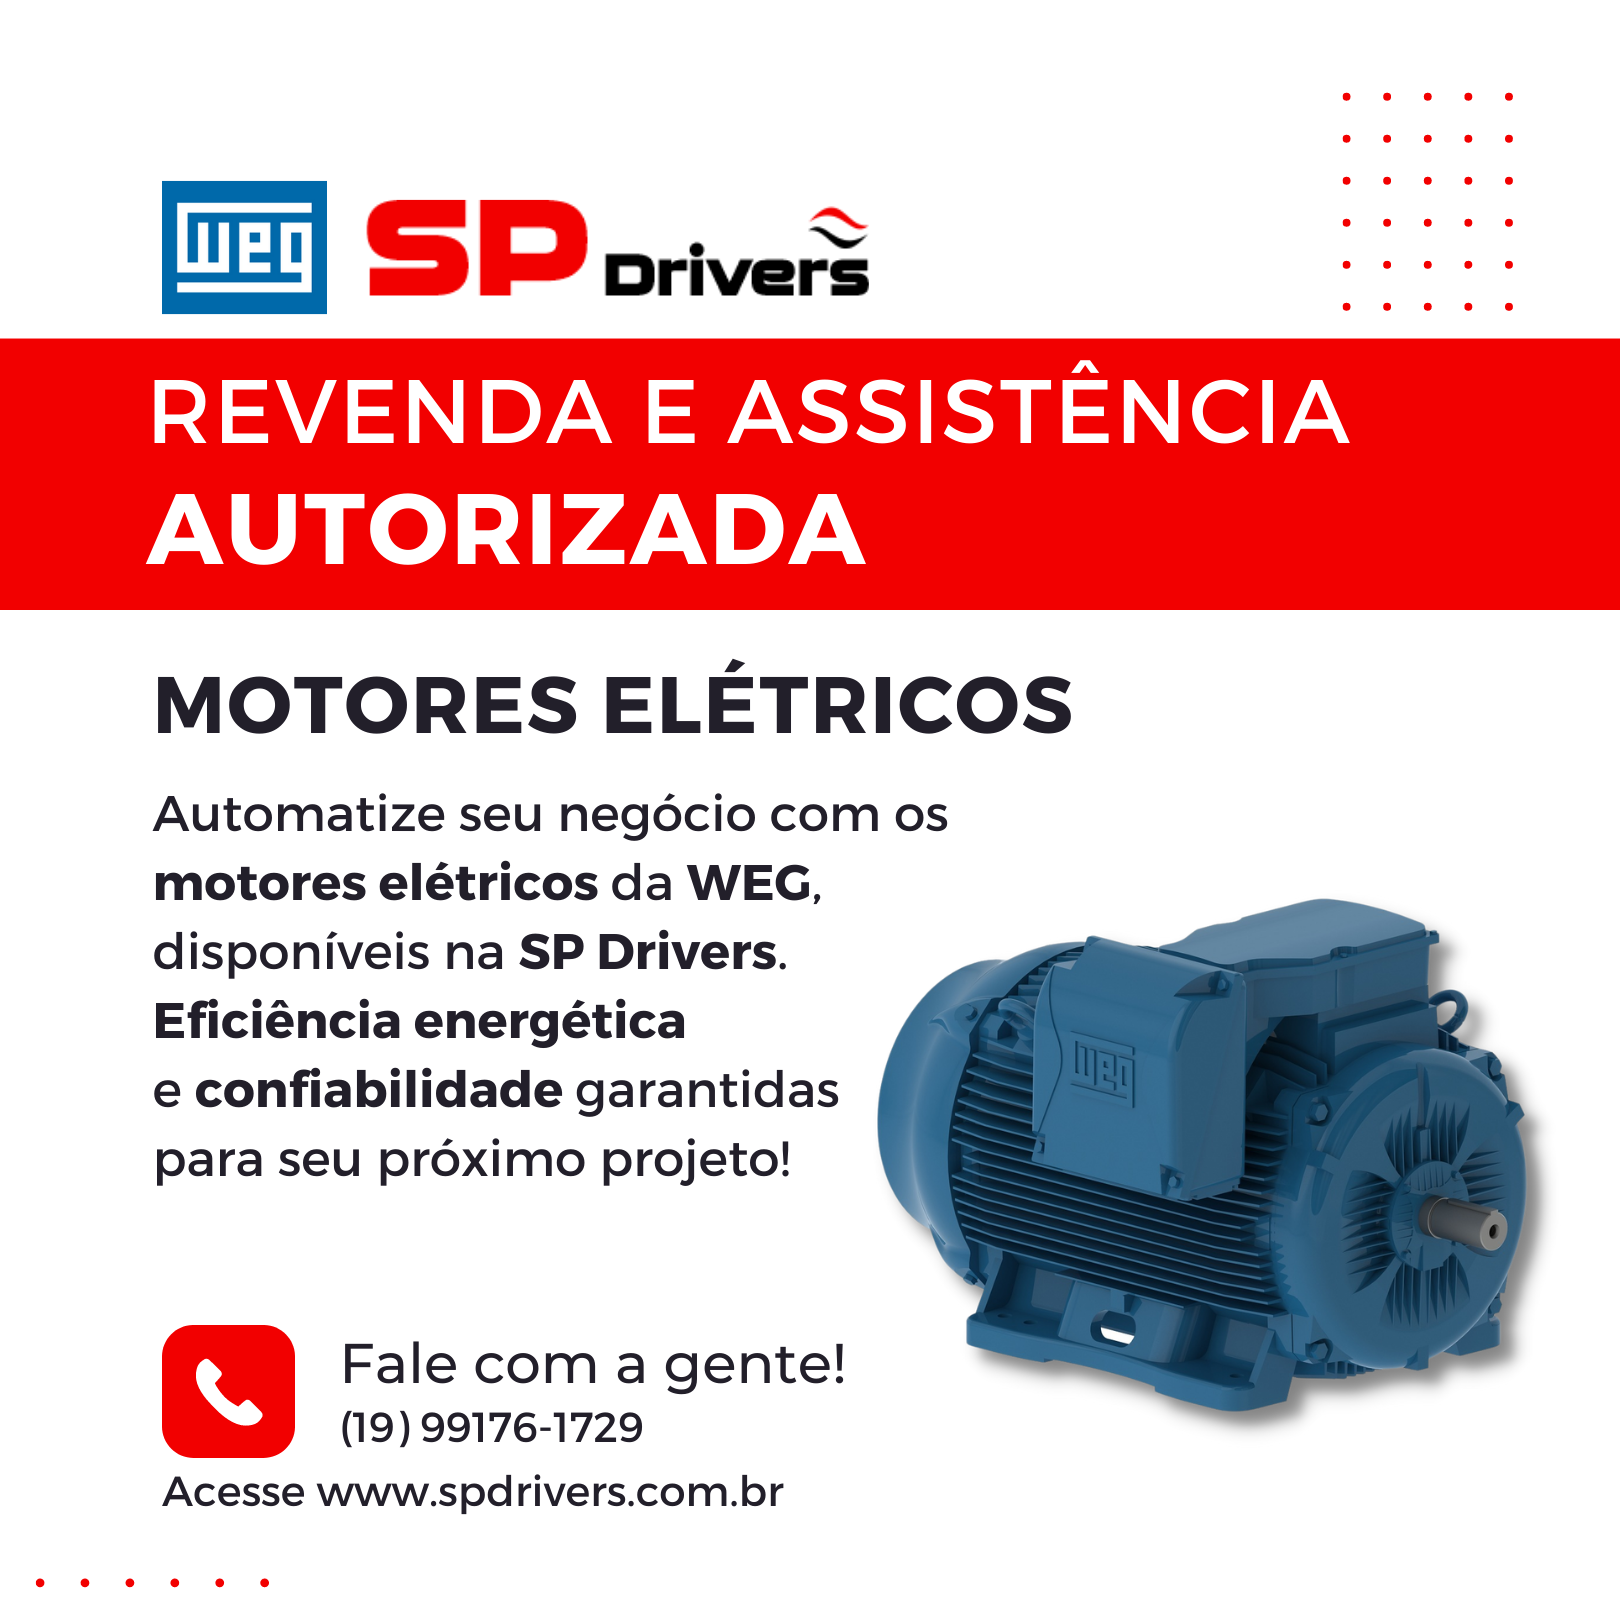 weg SP Drivers
REVENDA E ASSISTÊNCIA
AUTORIZADA
MOTORES ELÉTRICOS
Automatize seu negócio com os
motores elétricos da WEG,
disponíveis na SP Drivers.
Eficiência energética
e confiabilidade garantidas
para seu próximo projeto!
weg
Fale com a gente!
(19) 99176-1729
Acesse www.spdrivers.com.br